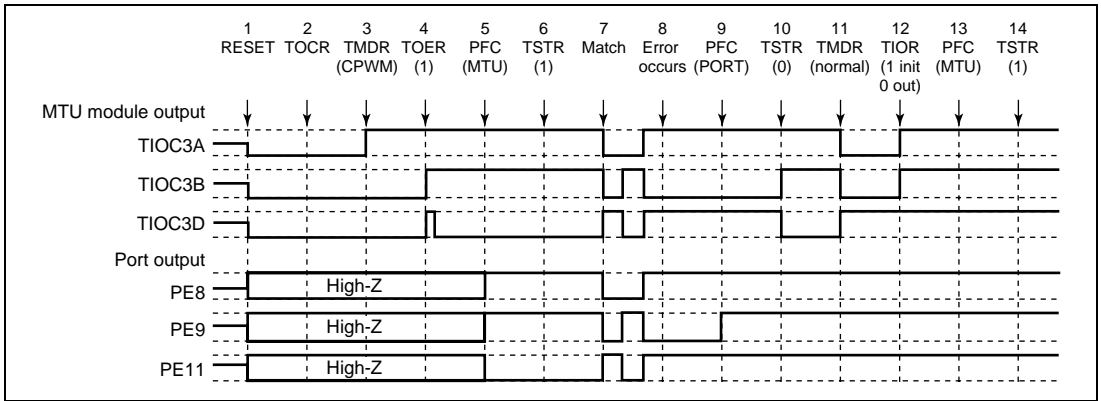 1 2 3 4 5 6 7 8 9 10 11 12 13 14
RESET TOCR TMDR TOER PFC TSTR Match Error PFC TSTR TMDR TIOR PFC TSTR
(CPWM) (1) (MTU) (1) occurs (PORT) (0) (normal) (1 init (MTU) (1)
0 out)
MTU module output
TIOC3A
TIOC3B
TIOC3D
Port output
PE8 High-Z
PE9 High-Z
PE11 High-Z